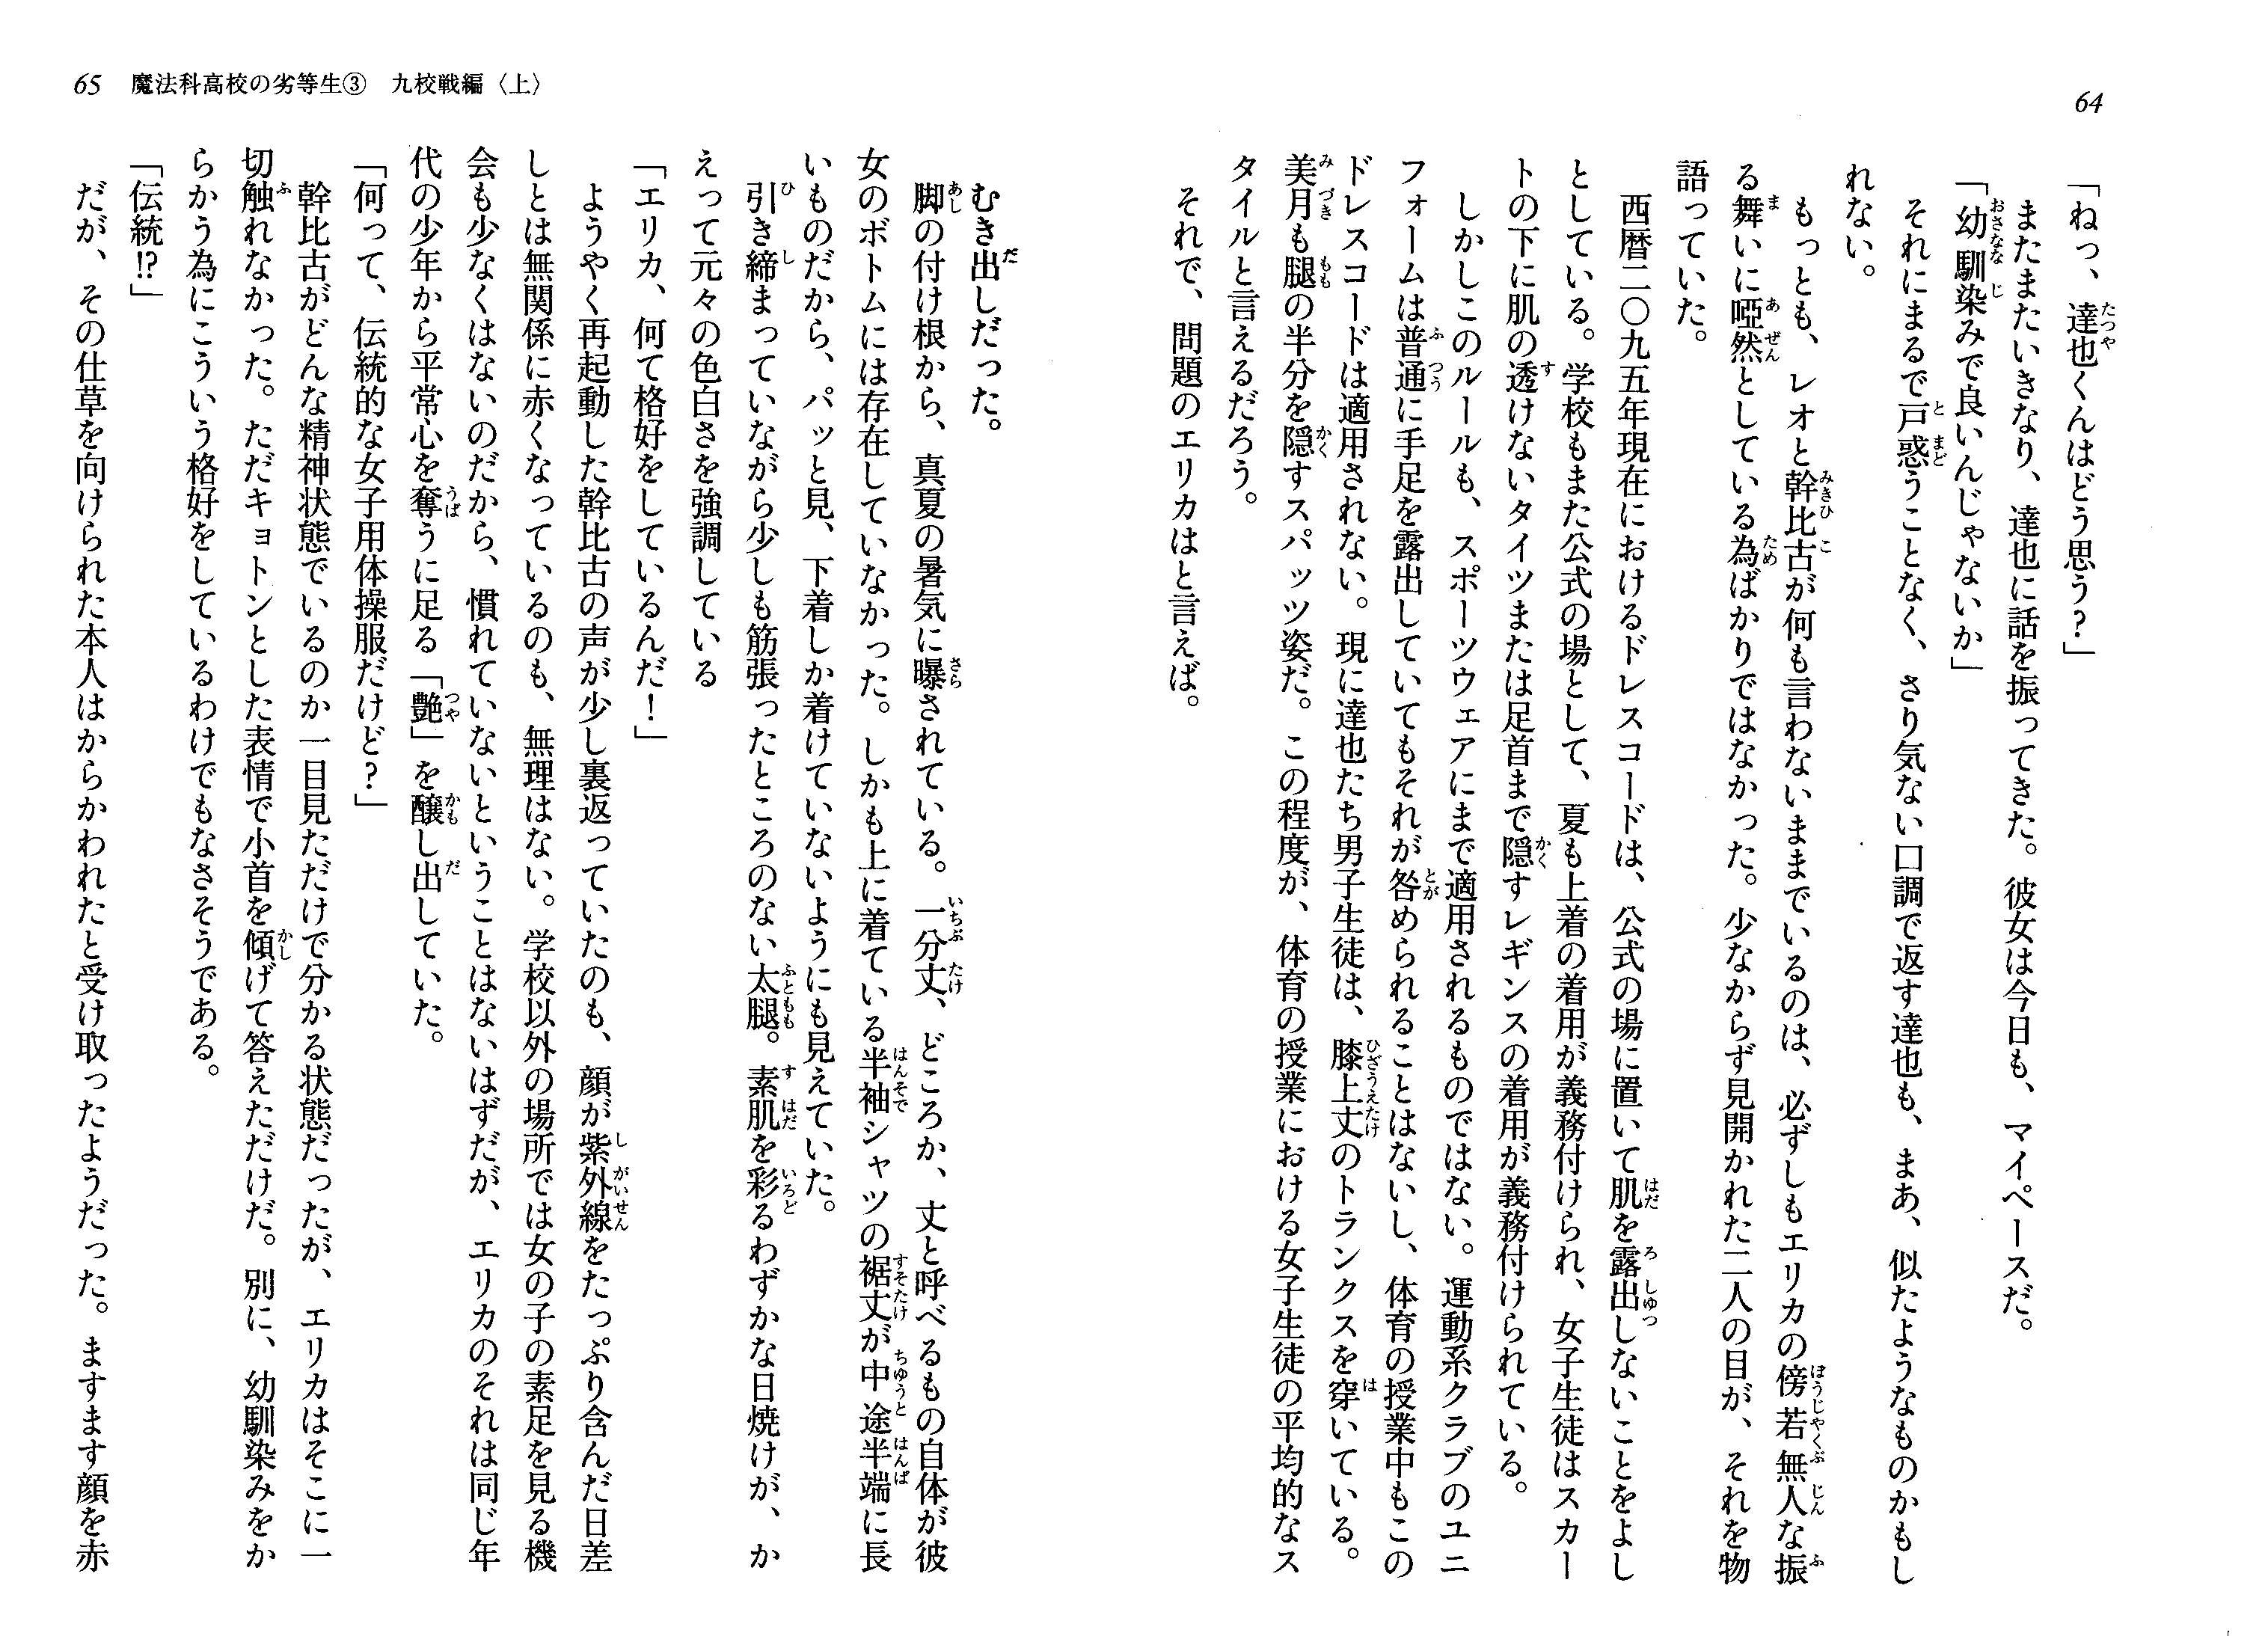 64
「ねっ、達也くんはどう思う?」
またまたいきなり、達也に話を振ってきた。彼女は今日も、マイペースだ。
「幼馴染みで良いんじゃないか」
それにまるで戸惑うことなく、さり気ない口調で返す達也も、まあ、似たようなものかもし
れない。
もっとも、レオと幹比古が何も言わないままでいるのは、必ずしもエリカの傍若無人な振
る舞いに啞然としている為ばかりではなかった。少なからず見開かれた二人の目が、それを物
語っていた。
西暦二〇九五年現在におけるドレスコードは、公式の場に置いて肌を露出しないことをよし
としている。学校もまた公式の場として、夏も上着の着用が義務付けられ、女子生徒はスカー
トの下に肌の透けないタイツまたは足首まで隠すレギンスの着用が義務付けられている。
しかしこのルールも、スポーツウェアにまで適用されるものではない。運動系クラブのユニ
フォームは普通に手足を露出していてもそれが咎められることはないし、体育の授業中もこの
ドレスコードは適用されない。現に達也たち男子生徒は、膝上丈のトランクスを穿いている。
美月も腿の半分を隠すスパッツ姿だ。この程度が、体育の授業における女子生徒の平均的なス
タイルと言えるだろう。
それで、問題のエリカはと言えば。
65 魔法科高校の劣等生③ 九校戦編〈上〉
むき出しだった。
脚の付け根から、真夏の暑気に曝されている。一分丈、どころか、丈と呼べるもの自体が彼
女のボトムには存在していなかった。しかも上に着ている半袖シャツの裾丈が中途半端に長
いものだから、パッと見、下着しか着けていないようにも見えていた。
引き締まっていながら少しも筋張ったところのない太腿。素肌を彩るわずかな日焼けが、か
えって元々の色白さを強調している
「エリカ、何て格好をしているんだ!」
ようやく再起動した幹比古の声が少し裏返っていたのも、顔が紫外線をたっぷり含んだ日差
しとは無関係に赤くなっているのも、無理はない。学校以外の場所では女の子の素足を見る機
会も少なくはないのだから、慣れていないということはないはずだが、エリカのそれは同じ年
代の少年から平常心を奪うに足る「艶」を醸し出していた。
「何って、伝統的な女子用体操服だけど?」
幹比古がどんな精神状態でいるのか一目見ただけで分かる状態だったが、エリカはそこに一
切触れなかった。ただキョトンとした表情で小首を傾げて答えただけだ。別に、幼馴染みをか
らかう為にこういう格好をしているわけでもなさそうである。
「伝統!?」
だが、その仕草を向けられた本人はからかわれたと受け取ったようだった。ますます顔を赤